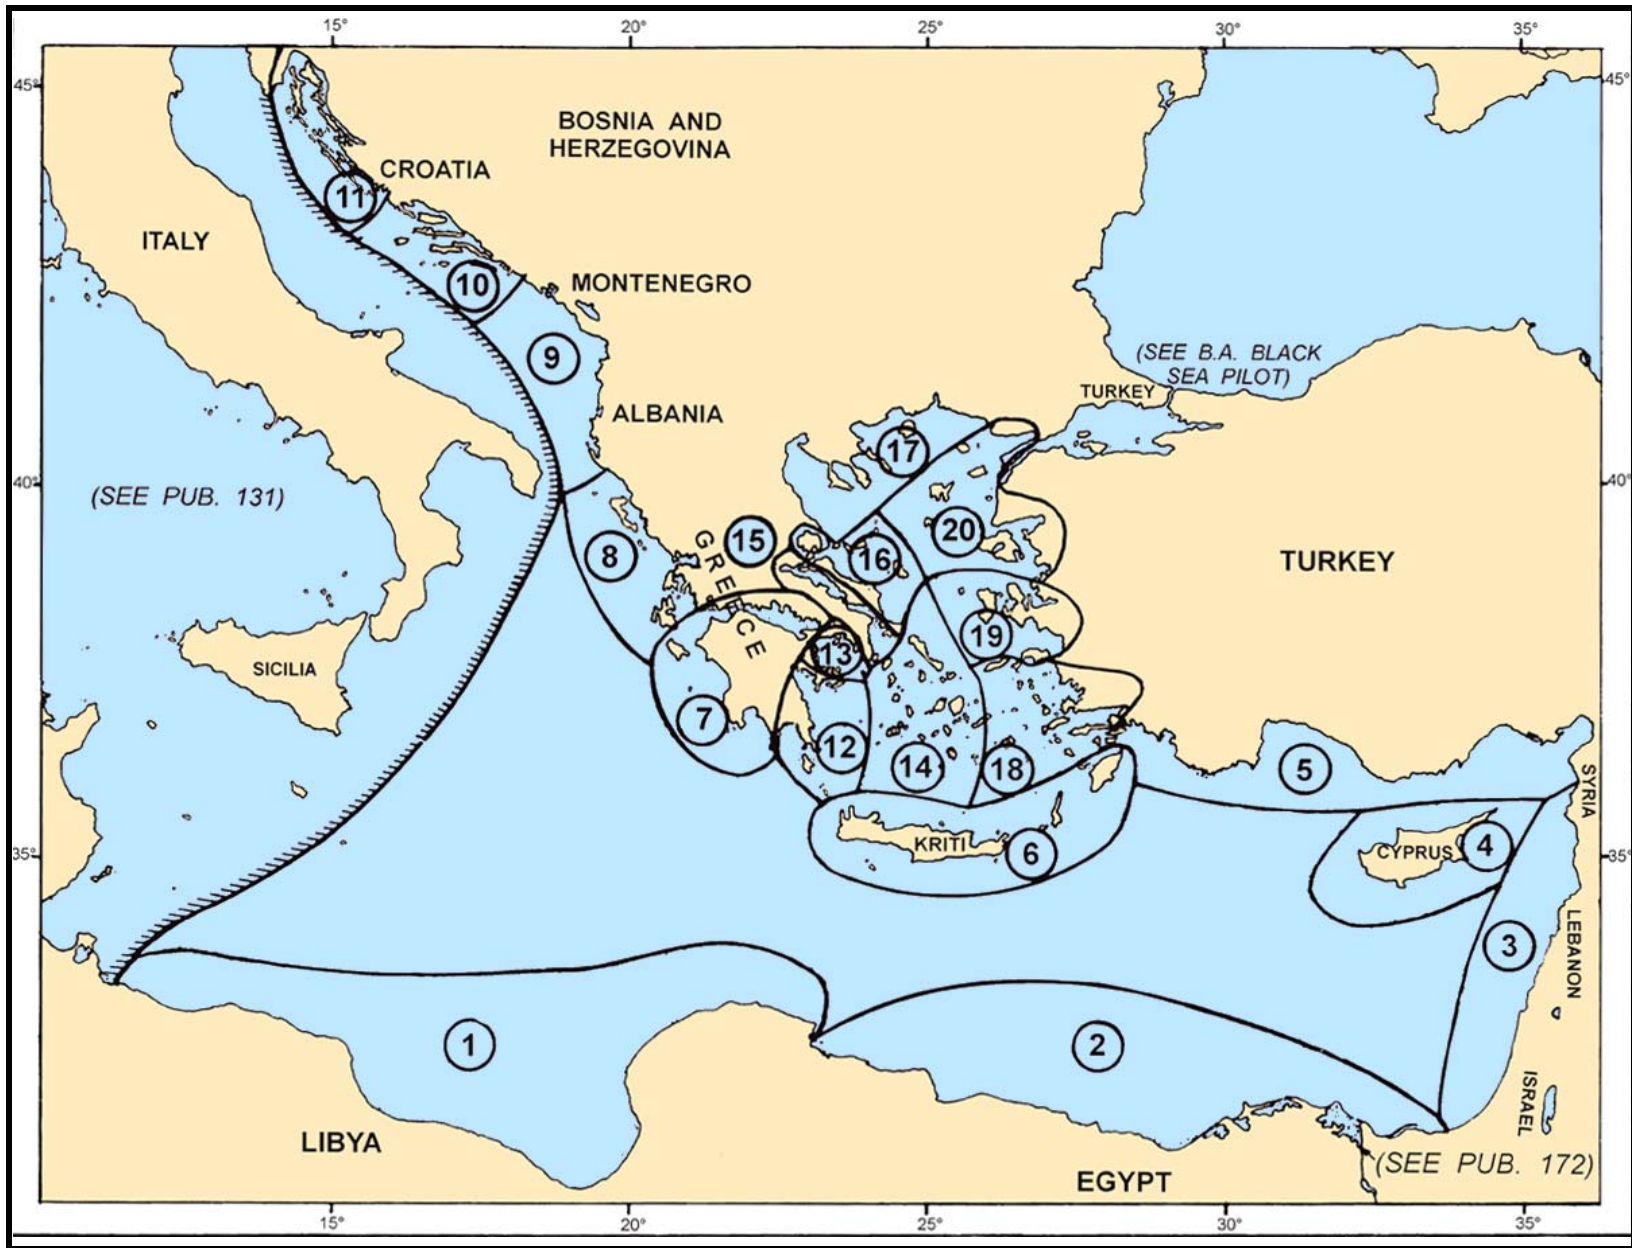 15° 20° 25° 30° 35°
45° 45°
BOSNIA AND
HERZEGOVINA
CROATIA
11
ITALY
10
MONTENEGRO
9
(SEE B.A. BLACK
SEA PILOT)
TURKEY
ALBANIA
17
40° 40°
(SEE PUB. 131)
20
15
8
16
GREECE
TURKEY
19
13
SICILIA
7
12
14
18
5
SYRIA
KRITI
6
CYPRUS
4
35° 35°
3
LEBANON
1
2
ISRAEL
LIBYA
(SEE PUB. 172)
EGYPT
15° 20° 25° 30° 35°